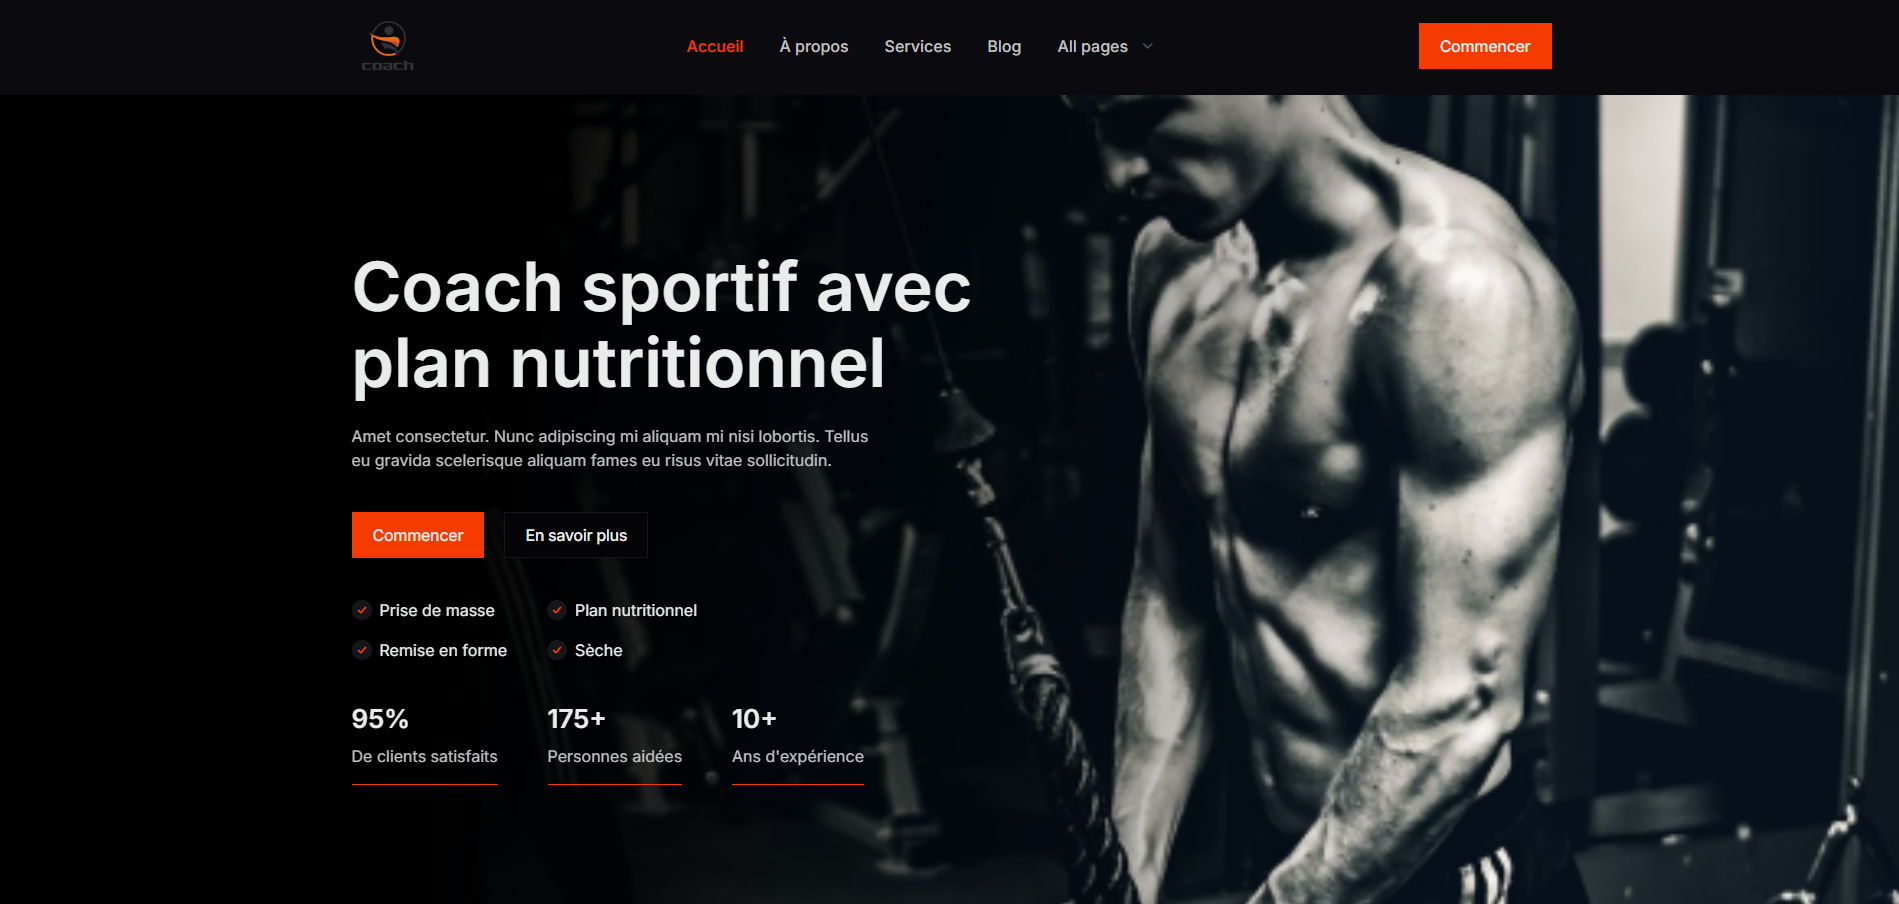 coach
Accueil
À propos
Services
Blog
All pages
Commencer
Coach sportif avec
plan nutritionnel
Amet consectetur. Nunc adipiscing mi aliquam mi nisi lobortis. Tellus
eu gravida scelerisque aliquam fames eu risus vitae sollicitudin.
Commencer
En savoir plus
Prise de masse
Plan nutritionnel
Remise en forme
Sèche
95%
175+
10+
De clients satisfaits
Personnes aidées
Ans d'expérience